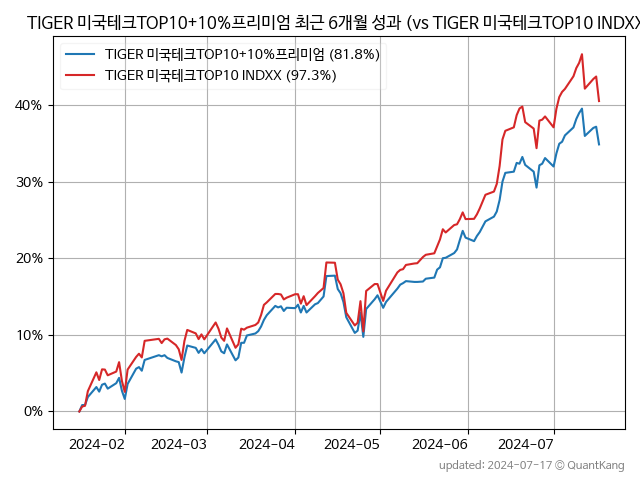 TIGER 미국테크TOP10+10%프리미엄 최근 6개월 성과 (vs TIGER 미국테크TOP10 INDXX
TIGER 미국테크TOP10+10%프리미엄 (81.8%)
TIGER 미국테크TOP10 INDXX (97.3%)
40%
30%
20%
10%
0%
2024-02 2024-03 2024-04 2024-05 2024-06 2024-07
updated: 2024-07-17 © QuantKang